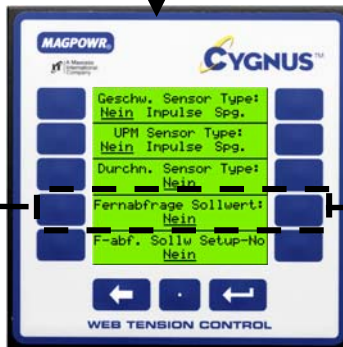 MAGPOWR®
A Maxcess
International
Company
CYGNUS™
Geschw. Sensor Type:
Nein Impulse Spg.
UPM Sensor Type:
Nein Impulse Spg.
Durchm. Sensor Type:
Nein
Fernabfrage Sollwert:
Nein
F-abf. Sollw Setup-No
Nein
WEB TENSION CONTROL